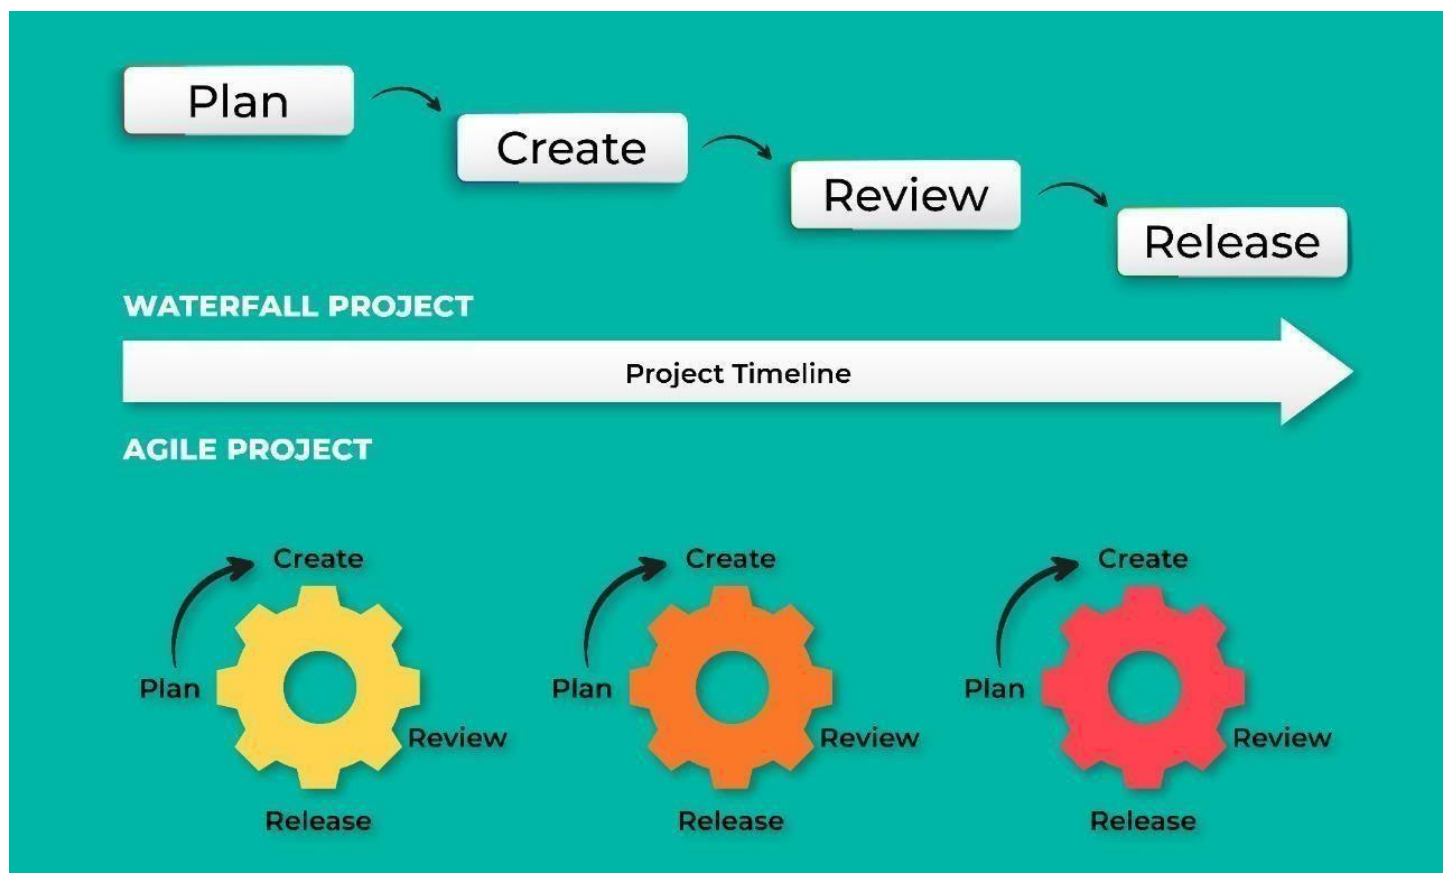 Plan
Create
Review
Release
WATERFALL PROJECT
Project Timeline
AGILE PROJECT
Create
Plan
Review
Release
Create
Plan
Review
Release
Create
Plan
Review
Release